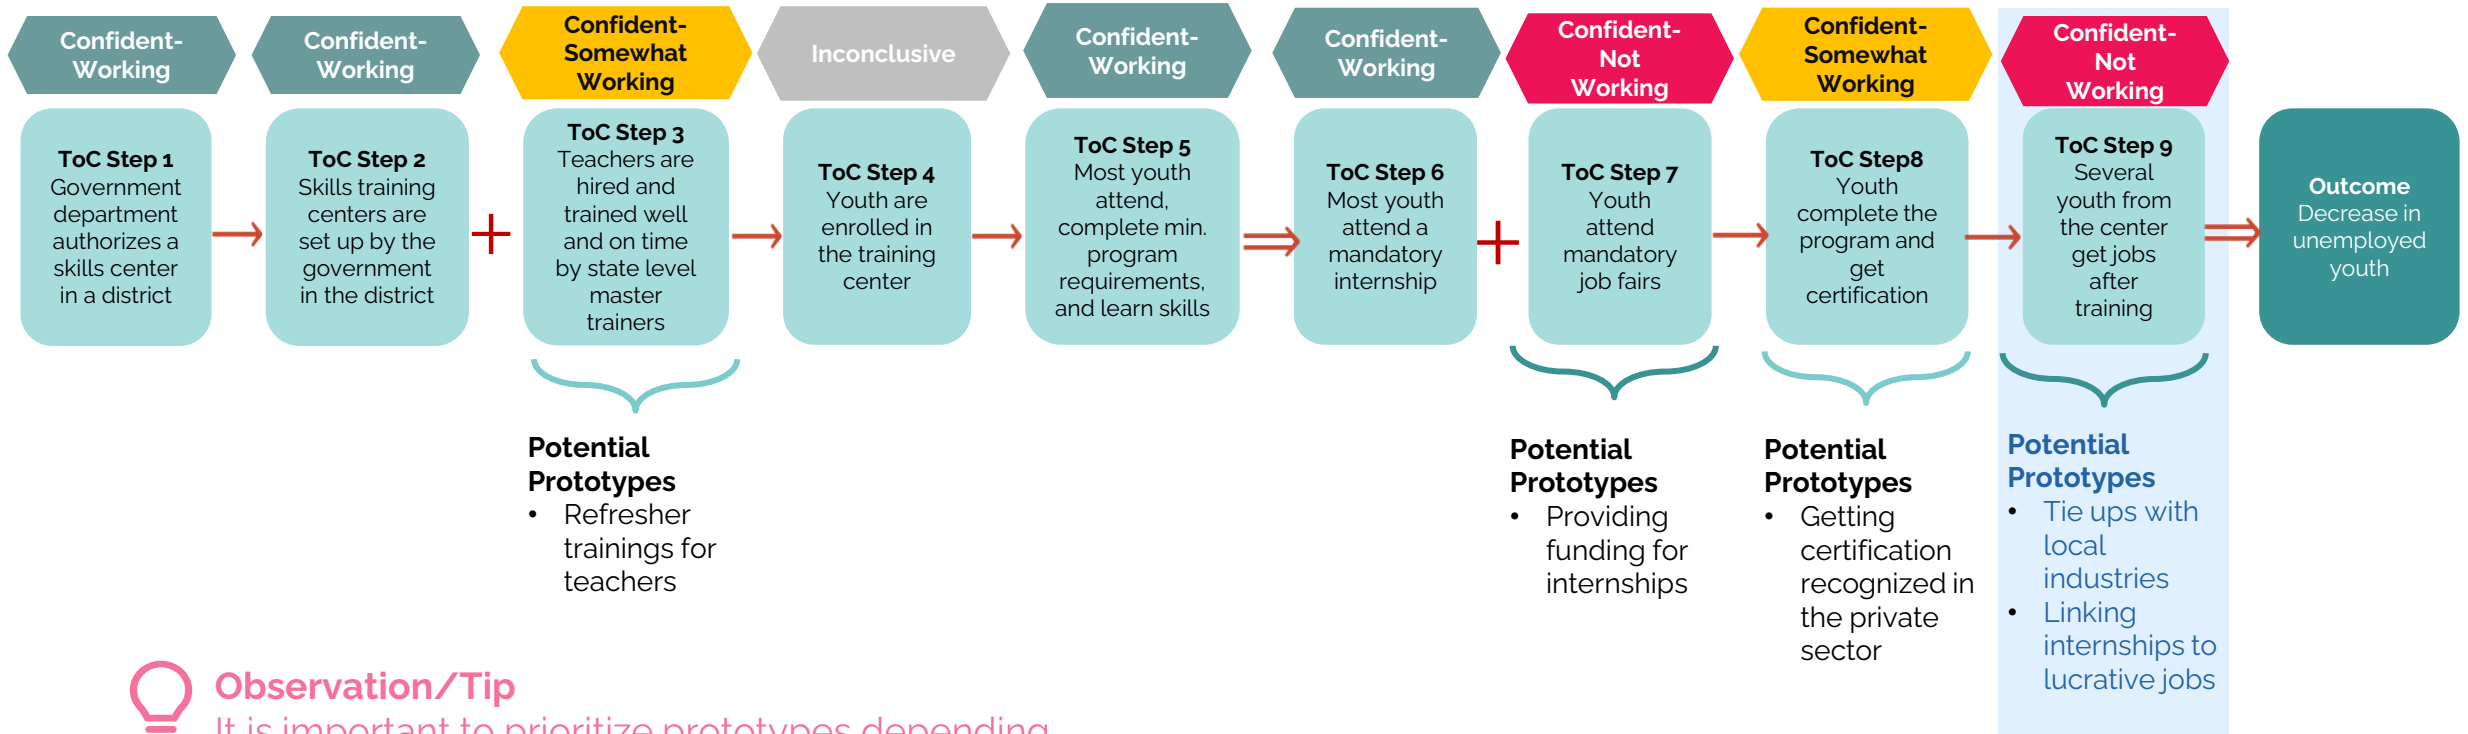 Confident-
Working
Confident-
Working
Confident-
Somewhat
Working
Inconclusive
Confident-
Working
Confident-
Working
Confident-
Not
Working
Confident-
Somewhat
Working
Confident-
Not
Working
ToC Step 1
Government
department
authorizes a
skills center
in a district
ToC Step 2
Skills training
centers are
set up by the
government
in the district
ToC Step 3
Teachers are
hired and
trained well
and on time
by state level
master
trainers
ToC Step 4
Youth are
enrolled in
the training
center
ToC Step 5
Most youth
attend,
complete min.
program
requirements,
and learn skills
ToC Step 6
Most youth
attend a
mandatory
internship
ToC Step 7
Youth
attend
mandatory
job fairs
ToC Step8
Youth
complete the
program and
get
certification
ToC Step 9
Several
youth from
the center
get jobs
after
training
Outcome
Decrease in
unemployed
youth
Potential
Prototypes
• Refresher
trainings for
teachers
Potential
Prototypes
• Providing
funding for
internships
Potential
Prototypes
• Getting
certification
recognized in
the private
sector
Potential
Prototypes
• Tie ups with
local
industries
• Linking
internships to
lucrative jobs
Observation/Tip
It is important to prioritize prototypes depending